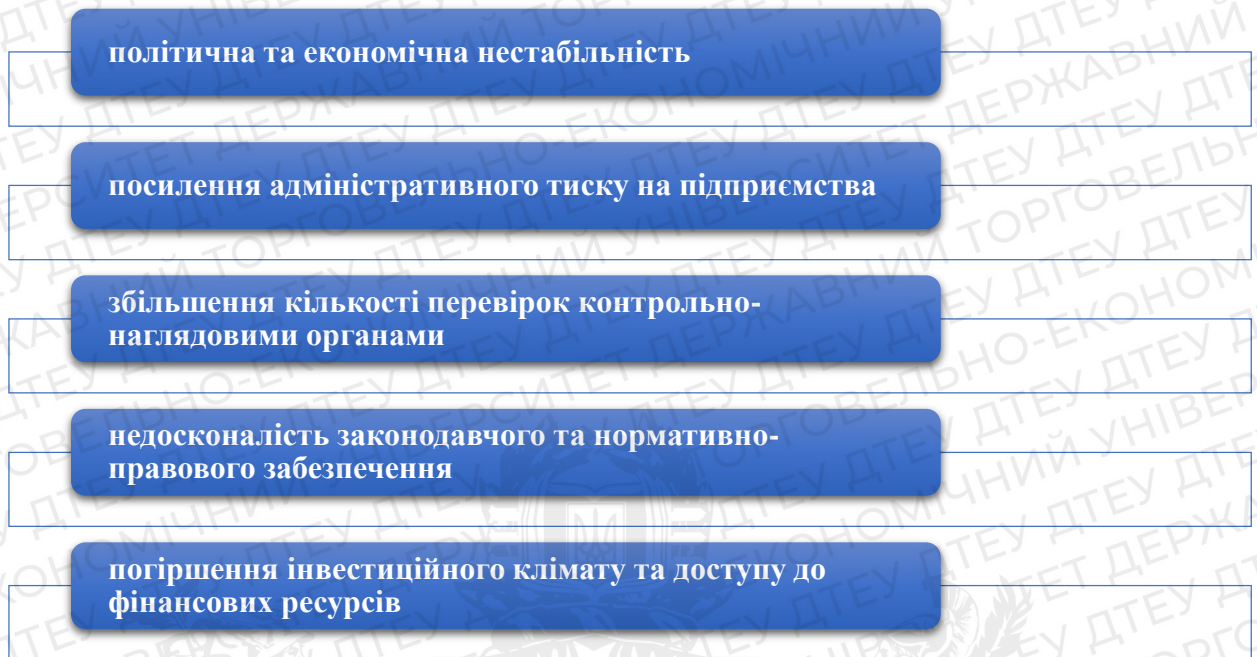 політична та економічна нестабільність
посилення адміністративного тиску на підприємства
збільшення кількості перевірок контрольно-
наглядовими органами
недосконалість законодавчого та нормативно-
правового забезпечення
погіршення інвестиційного клімату та доступу до
фінансових ресурсів